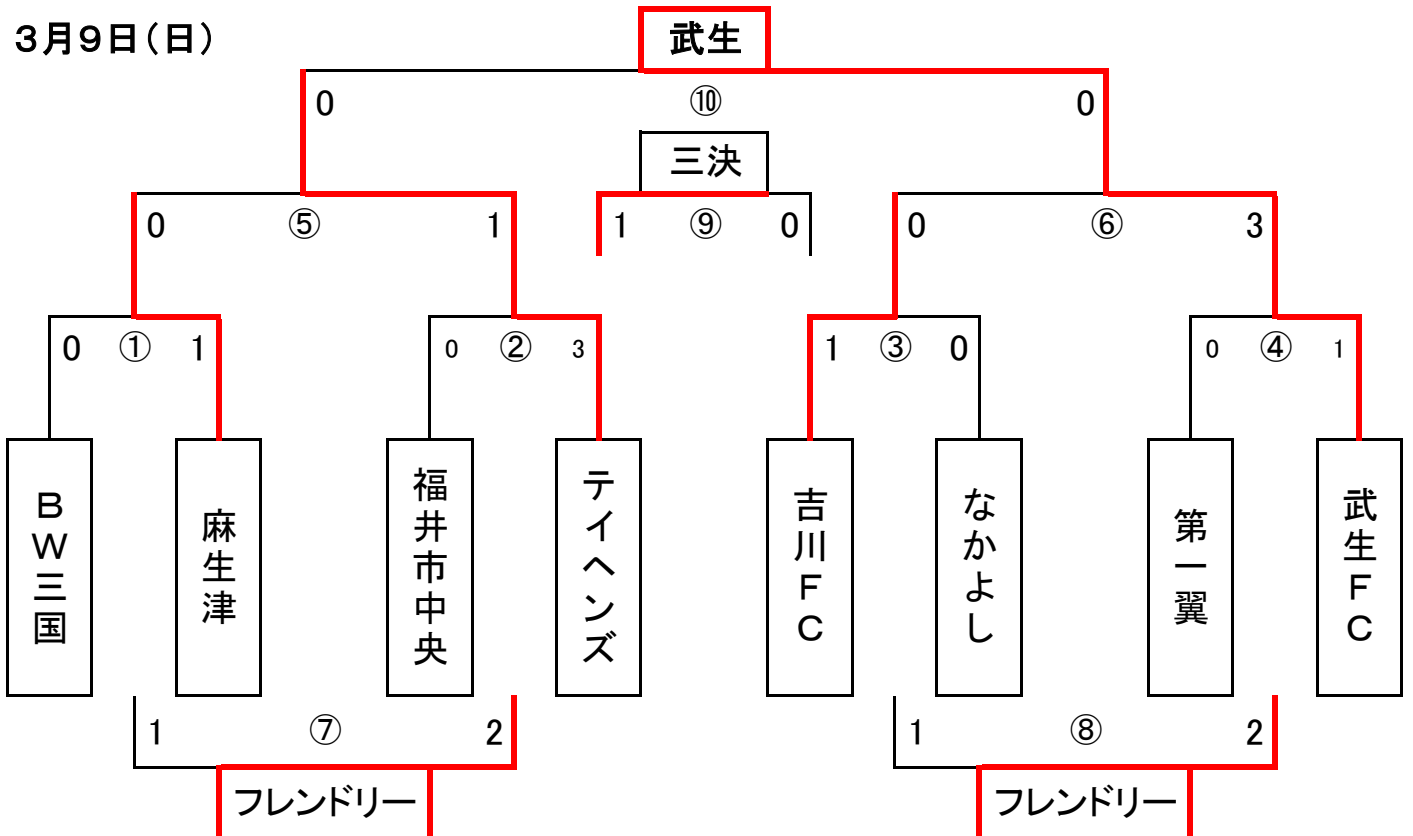 3月9日(日)
武生
0 ⑩ 0
三決
0 ⑤ 1
1 ⑨ 0
0 ⑥ 3
0 ① 1
0 ② 3
1 ③ 0
0 ④ 1
BW三国
麻生津
福井市中央
テイヘンズ
吉川FC
なかよし
第一翼
武生FC
1 ⑦ 2
1 ⑧ 2
フレンドリー
フレンドリー